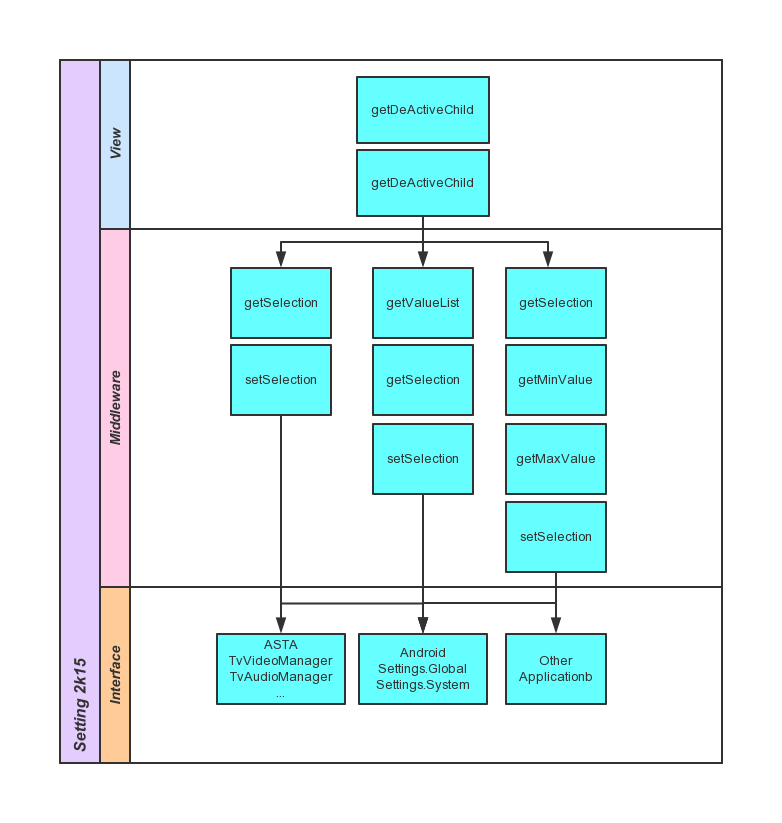 Setting 2k15
View
getDeActiveChild
getDeActiveChild
Middleware
getSelection
setSelection
getValueList
getSelection
setSelection
getSelection
getMinValue
getMaxValue
setSelection
Interface
ASTA
TvVideoManager
TvAudioManager
...
Android
Settings.Global
Settings.System
Other
Applicationb